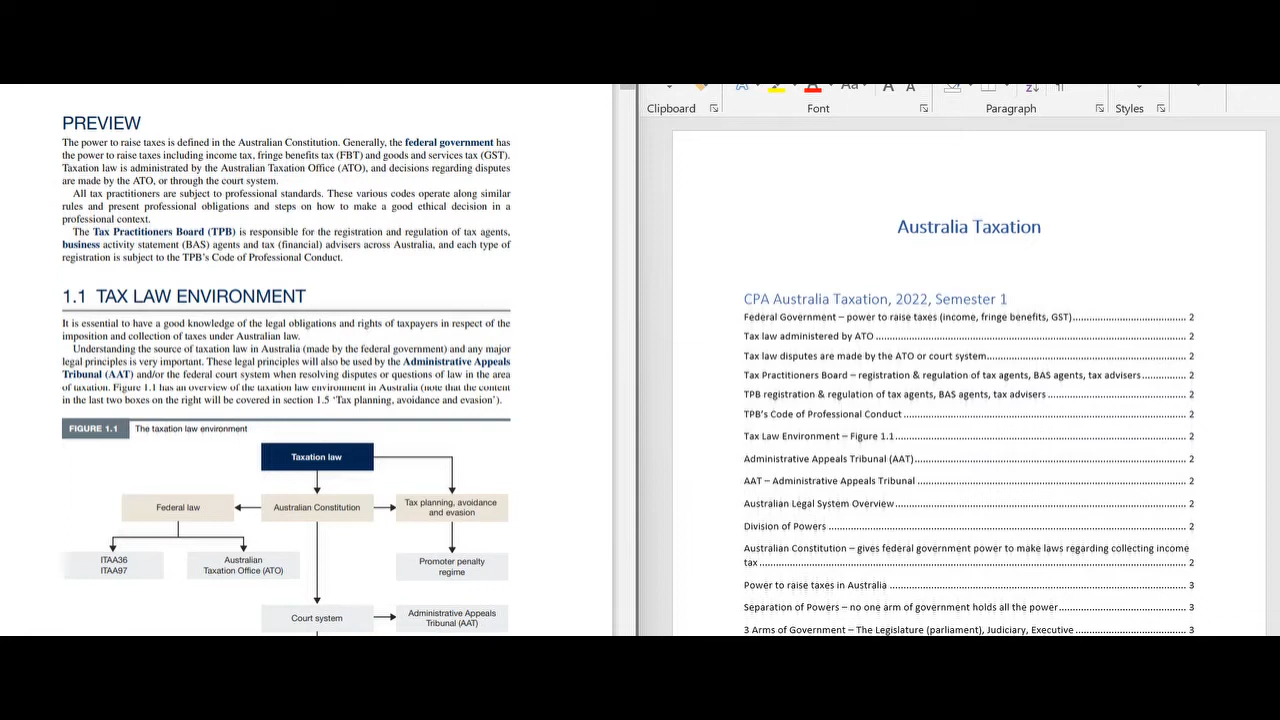 PREVIEW
The power to raise taxes is defined in the Australian Constitution. Generally, the federal government has
the power to raise taxes including income tax, fringe benefits tax (FBT) and goods and services tax (GST).
Taxation law is administrated by the Australian Taxation Office (ATO), and decisions regarding disputes
are made by the ATO, or through the court system.
All tax practitioners are subject to professional standards. These various codes operate along similar
rules and present professional obligations and steps on how to make a good ethical decision in a
professional context.
The Tax Practitioners Board (TPB) is responsible for the registration and regulation of tax agents,
business activity statement (BAS) agents and tax (financial) advisers across Australia, and each type of
registration is subject to the TPB's Code of Professional Conduct.
1.1 TAX LAW ENVIRONMENT
It is essential to have a good knowledge of the legal obligations and rights of taxpayers in respect of the
imposition and collection of taxes under Australian law.
Understanding the source of taxation law in Australia (made by the federal government) and any major
legal principles is very important. These legal principles will also be used by the Administrative Appeals
Tribunal (AAT) and/or the federal court system when resolving disputes or questions of law in the area
of taxation. Figure 1.1 has an overview of the taxation law environment in Australia (note that the content
in the last two boxes on the right will be covered in section 1.5 'Tax planning, avoidance and evasion').
FIGURE 1.1 The taxation law environment
Taxation law
Federal law
Australian Constitution
Tax planning, avoidance
and evasion
ITAA36
ITAA97
Australian
Taxation Office (ATO)
Promoter penalty
regime
Court system
Administrative Appeals
Tribunal (AAT)
Clipboard
Font
Paragraph
Styles
Australia Taxation
CPA Australia Taxation, 2022, Semester 1
Federal Government – power to raise taxes (income, fringe benefits, GST) 2
Tax law administered by ATO 2
Tax law disputes are made by the ATO or court system 2
Tax Practitioners Board – registration & regulation of tax agents, BAS agents, tax advisers 2
TPB registration & regulation of tax agents, BAS agents, tax advisers 2
TPB's Code of Professional Conduct 2
Tax Law Environment – Figure 1.1 2
Administrative Appeals Tribunal (AAT) 2
AAT – Administrative Appeals Tribunal 2
Australian Legal System Overview 2
Division of Powers 2
Australian Constitution – gives federal government power to make laws regarding collecting income
tax 2
Power to raise taxes in Australia 3
Separation of Powers – no one arm of government holds all the power 3
3 Arms of Government – The Legislature (parliament), Judiciary, Executive 3